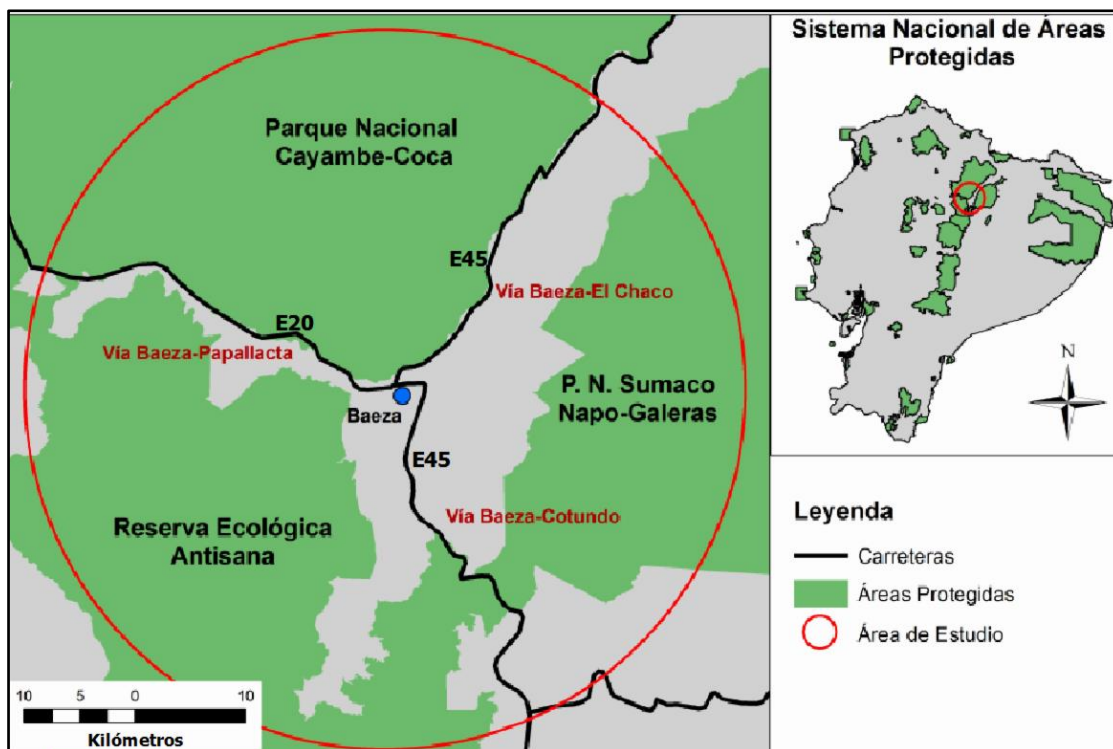 Parque Nacional
Cayambe-Coca
E45
Vía Baeza-El Chaco
E20
Vía Baeza-Papallacta
P. N. Sumaco
Napo-Galeras
Baeza
E45
Vía Baeza-Cotundo
Reserva Ecológica
Antisana
10 5 0 10
Kilómetros
Sistema Nacional de Áreas
Protegidas
N
Leyenda
Carreteras
Áreas Protegidas
Área de Estudio